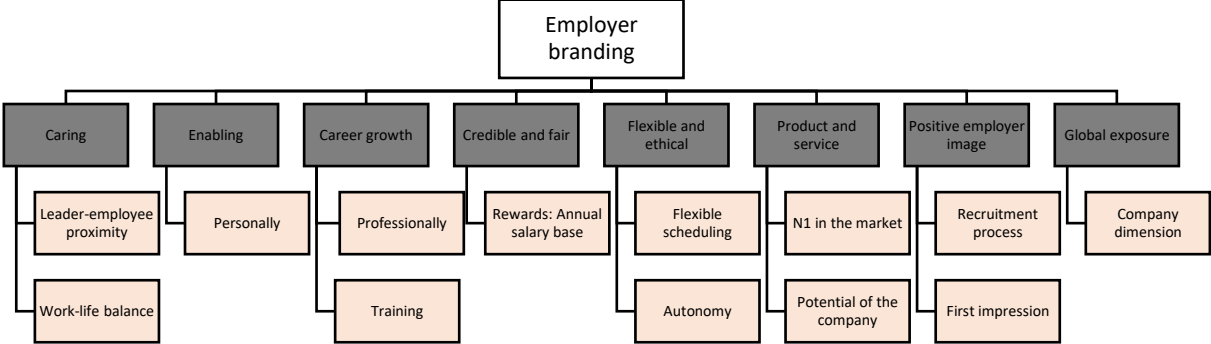 Employer
branding
Caring
Enabling
Career growth
Credible and fair
Flexible and
ethical
Product and
service
Positive employer
image
Global exposure
Leader-employee
proximity
Personally
Professionally
Rewards: Annual
salary base
Flexible
scheduling
N1 in the market
Recruitment
process
Company
dimension
Work-life balance
Training
Autonomy
Potential of the
company
First impression